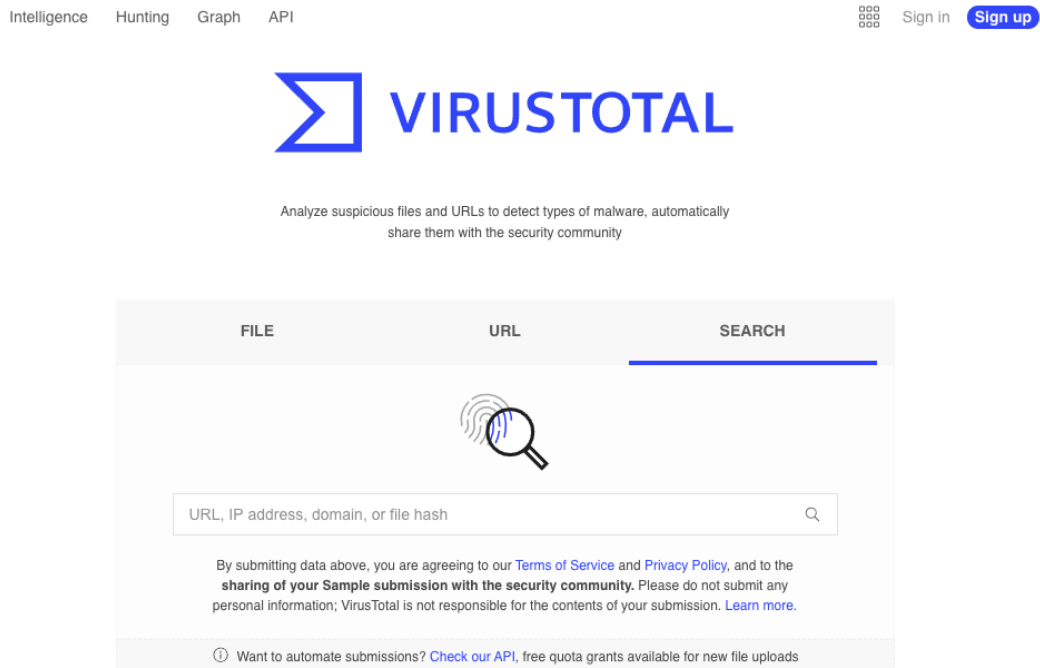 Intelligence Hunting Graph API Sign in Sign up
VIRUSTOTAL
Analyze suspicious files and URLs to detect types of malware, automatically
share them with the security community
FILE URL SEARCH
URL, IP address, domain, or file hash
By submitting data above, you are agreeing to our Terms of Service and Privacy Policy, and to the
sharing of your Sample submission with the security community. Please do not submit any
personal information; VirusTotal is not responsible for the contents of your submission. Learn more.
Want to automate submissions? Check our API, free quota grants available for new file uploads